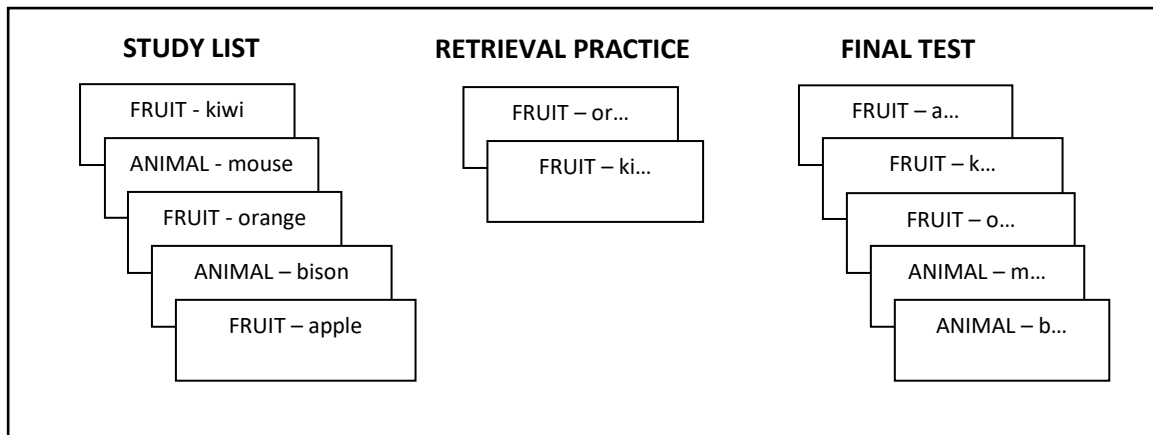 STUDY LIST
FRUIT - kiwi
ANIMAL - mouse
FRUIT - orange
ANIMAL – bison
FRUIT – apple
RETRIEVAL PRACTICE
FRUIT – or...
FRUIT – ki...
FINAL TEST
FRUIT – a...
FRUIT – k...
FRUIT – o...
ANIMAL – m...
ANIMAL – b...